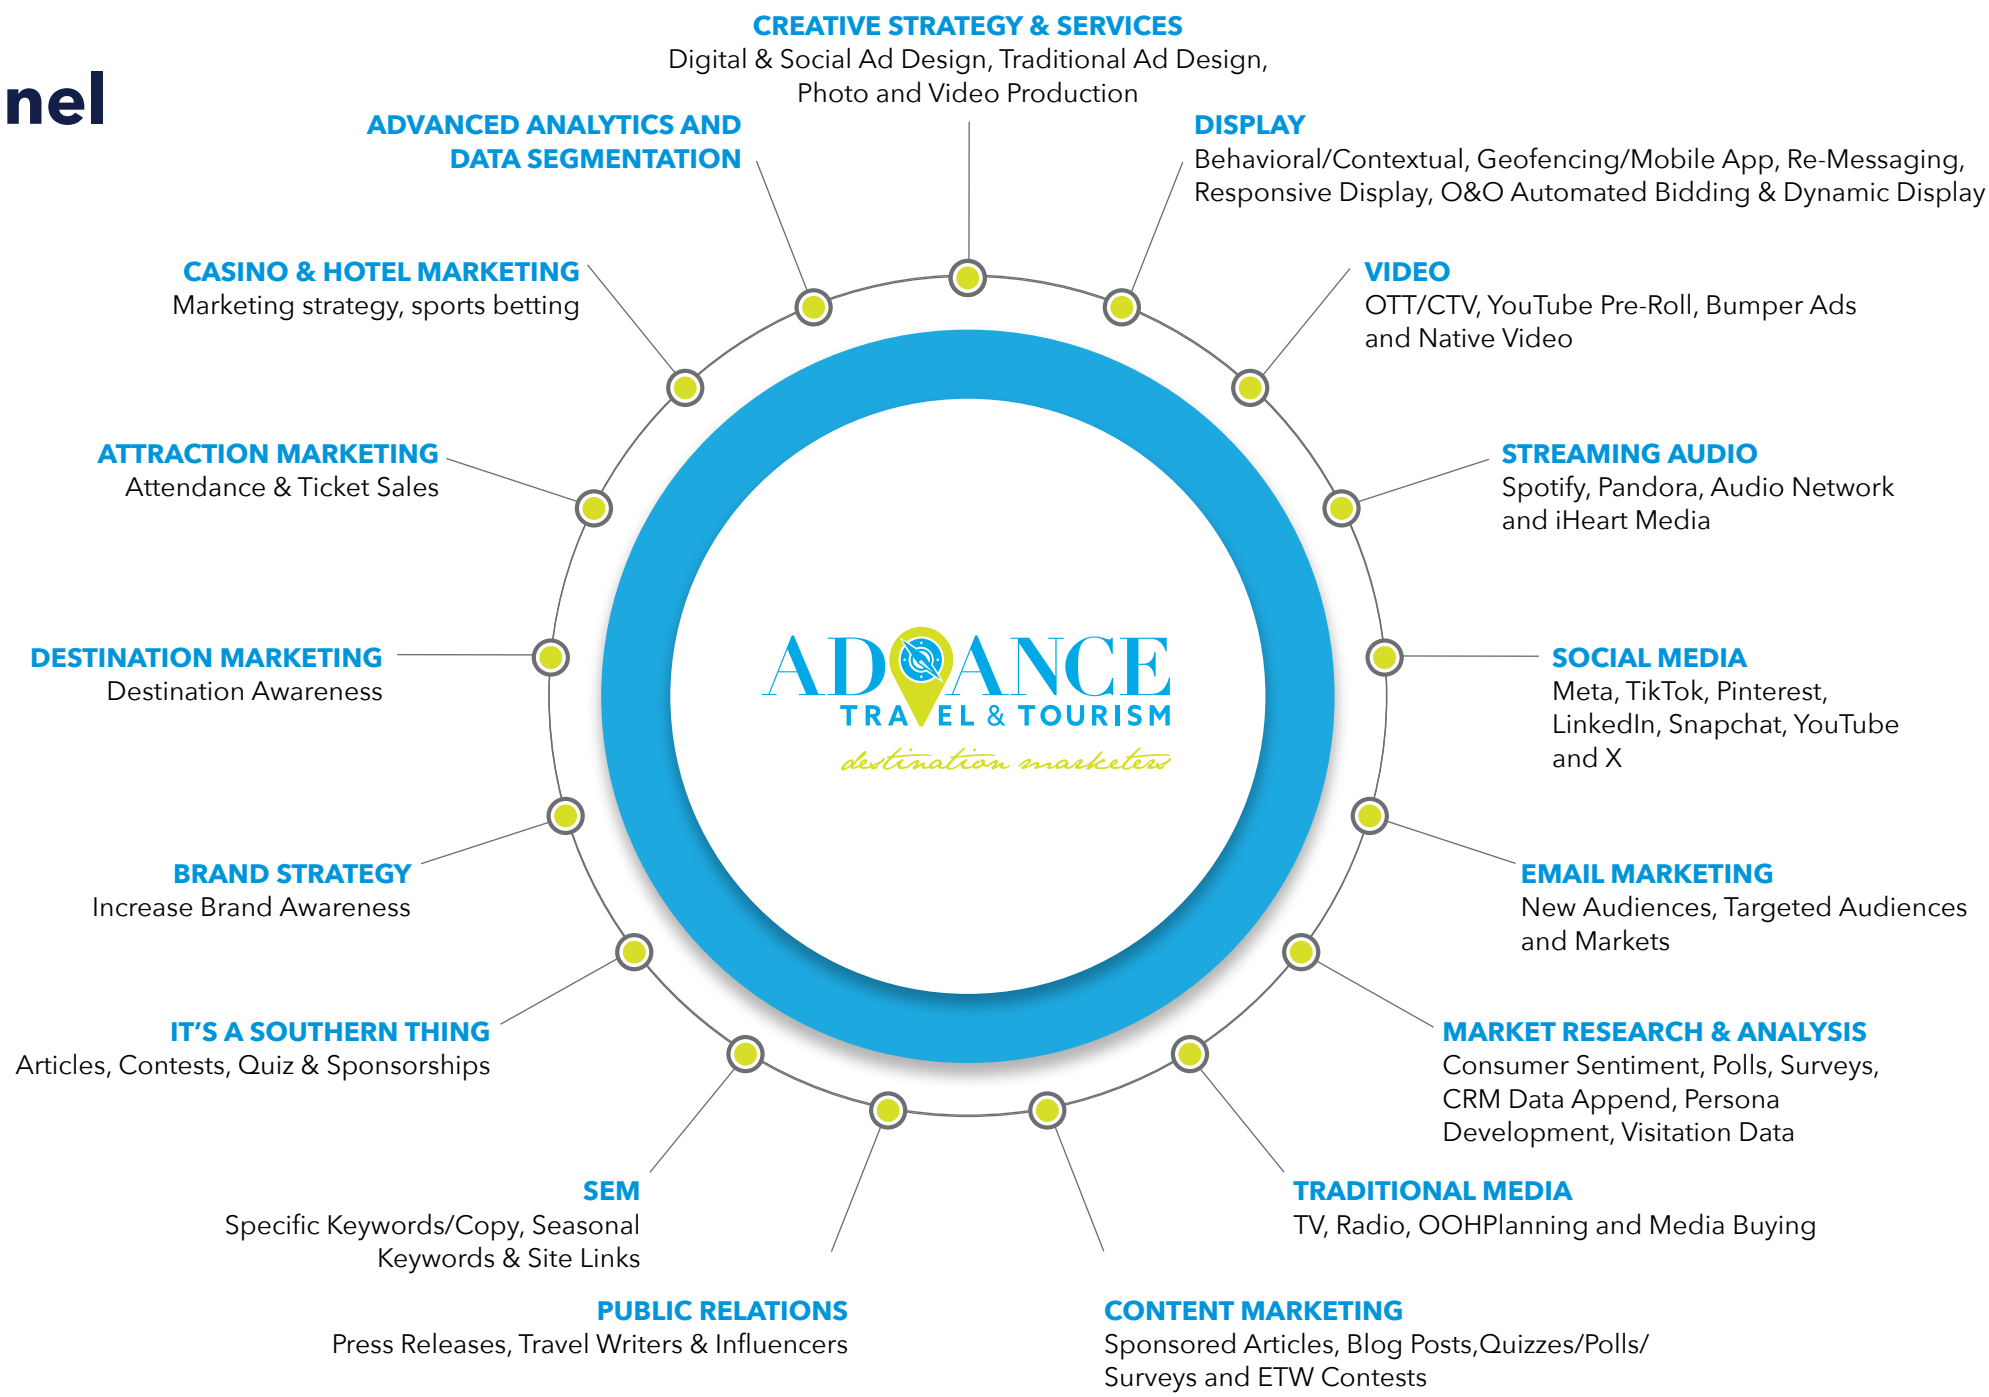 nel
CREATIVE STRATEGY & SERVICES
Digital & Social Ad Design, Traditional Ad Design,
Photo and Video Production
DISPLAY
Behavioral/Contextual, Geofencing/Mobile App, Re-Messaging,
Responsive Display, O&O Automated Bidding & Dynamic Display
VIDEO
OTT/CTV, YouTube Pre-Roll, Bumper Ads
and Native Video
STREAMING AUDIO
Spotify, Pandora, Audio Network
and iHeart Media
SOCIAL MEDIA
Meta, TikTok, Pinterest,
LinkedIn, Snapchat, YouTube
and X
EMAIL MARKETING
New Audiences, Targeted Audiences
and Markets
MARKET RESEARCH & ANALYSIS
Consumer Sentiment, Polls, Surveys,
CRM Data Append, Persona
Development, Visitation Data
TRADITIONAL MEDIA
TV, Radio, OOHPlanning and Media Buying
CONTENT MARKETING
Sponsored Articles, Blog Posts,Quizzes/Polls/
Surveys and ETW Contests
PUBLIC RELATIONS
Press Releases, Travel Writers & Influencers
SEM
Specific Keywords/Copy, Seasonal
Keywords & Site Links
IT’S A SOUTHERN THING
Articles, Contests, Quiz & Sponsorships
BRAND STRATEGY
Increase Brand Awareness
DESTINATION MARKETING
Destination Awareness
ATTRACTION MARKETING
Attendance & Ticket Sales
CASINO & HOTEL MARKETING
Marketing strategy, sports betting
ADVANCED ANALYTICS AND
DATA SEGMENTATION
ADVANCE
TRAVEL & TOURISM
destination marketers